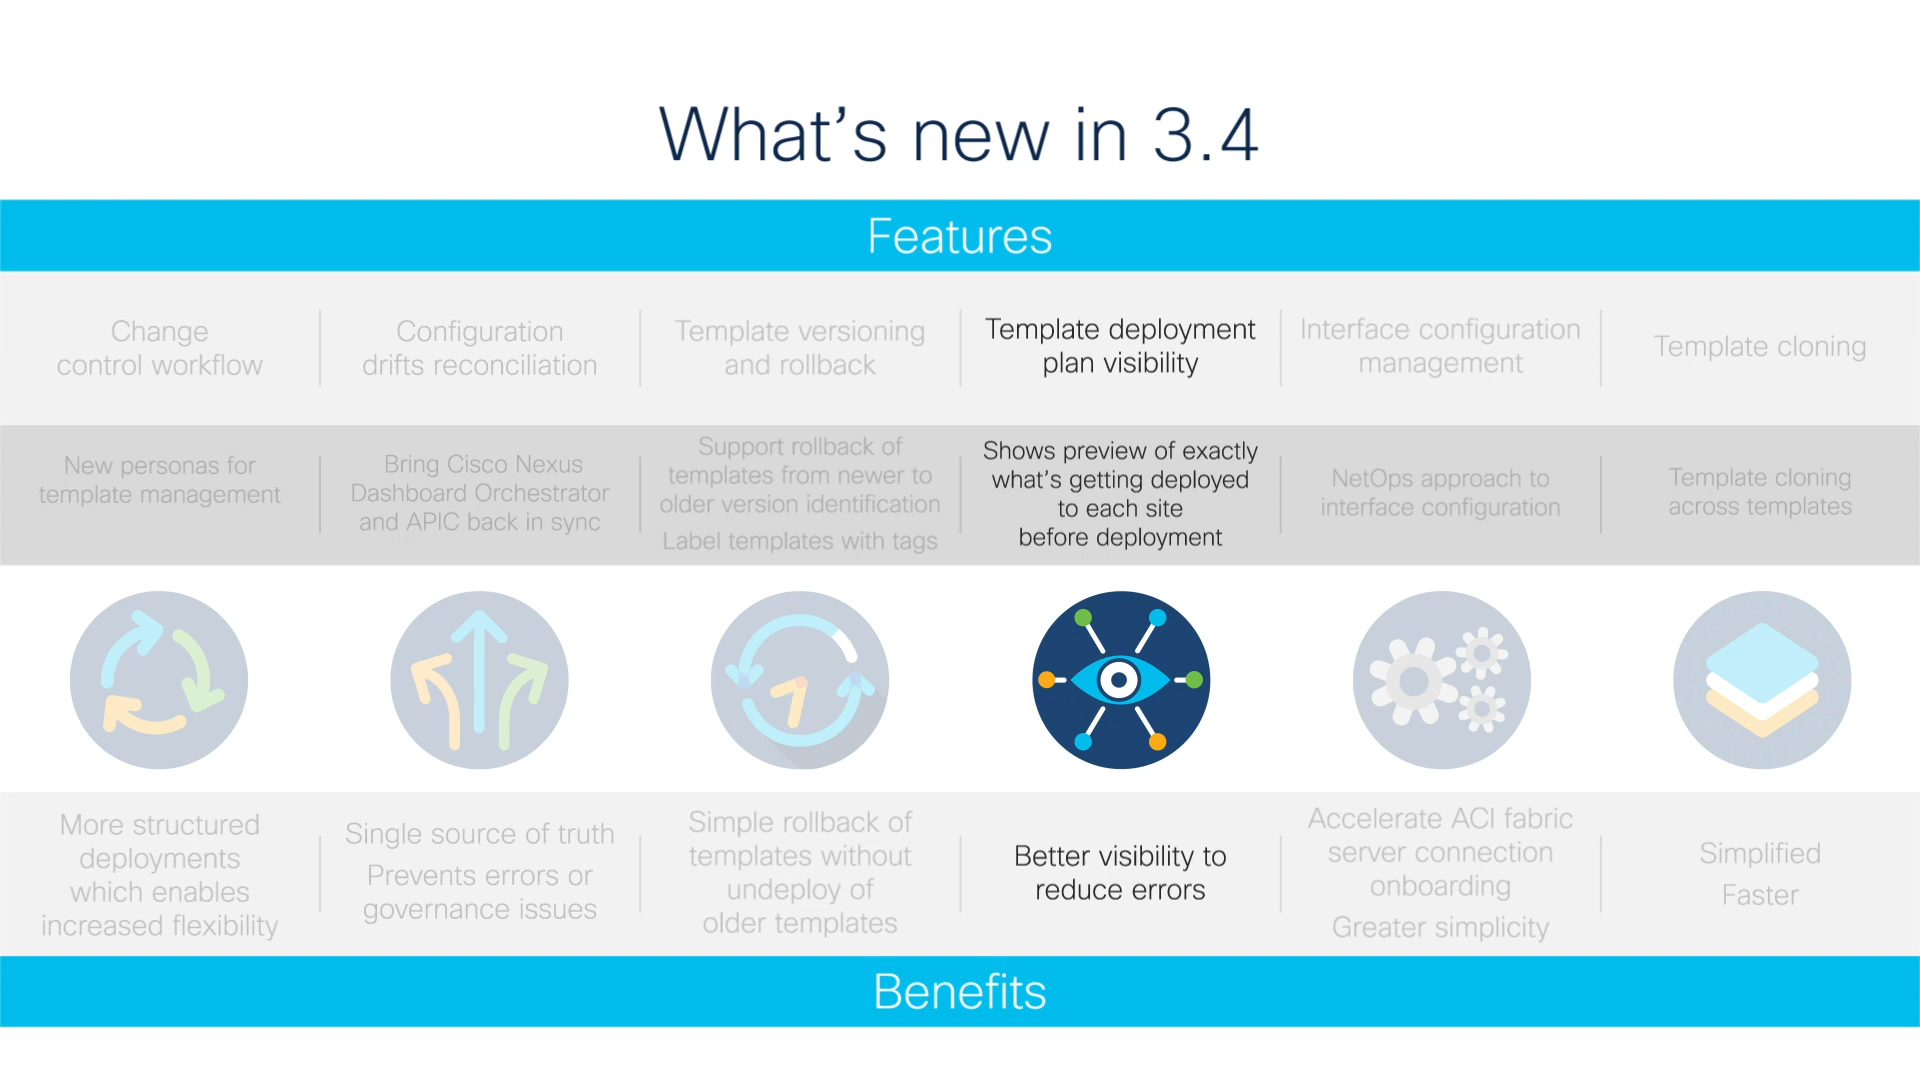 What's new in 3.4
Features
Change
control workflow
Configuration
drifts reconciliation
Template versioning
and rollback
Template deployment
plan visibility
Interface configuration
management
Template cloning
New personas for
template management
Bring Cisco Nexus
Dashboard Orchestrator
and APIC back in sync
Support rollback of
templates from newer to
older version identification
Label templates with tags
Shows preview of exactly
what's getting deployed
to each site
before deployment
NetOps approach to
interface configuration
Template cloning
across templates
More structured
deployments
which enables
increased flexibility
Single source of truth
Prevents errors or
governance issues
Simple rollback of
templates without
undeploy of
older templates
Better visibility to
reduce errors
Accelerate ACI fabric
server connection
onboarding
Greater simplicity
Simplified
Faster
Benefits